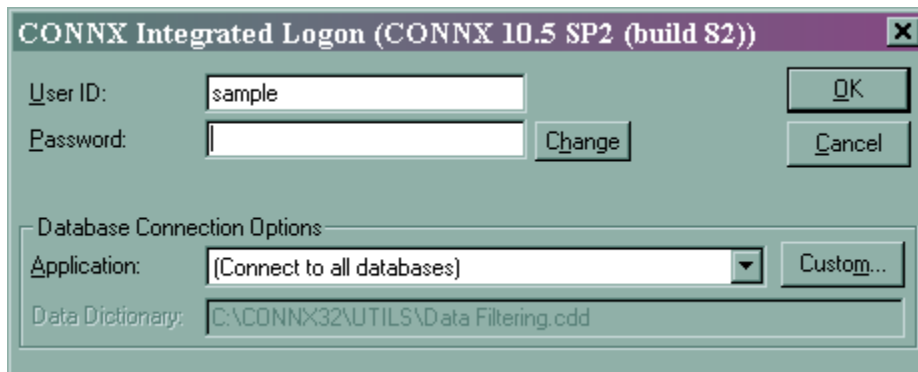 CONNX Integrated Logon (CONNX 10.5 SP2 (build 82))
User ID: sample OK
Password: Change Cancel
Database Connection Options
Application: (Connect to all databases) Custom...
Data Dictionary: C:\CONNX32\UTILS\Data Filtering.cdd